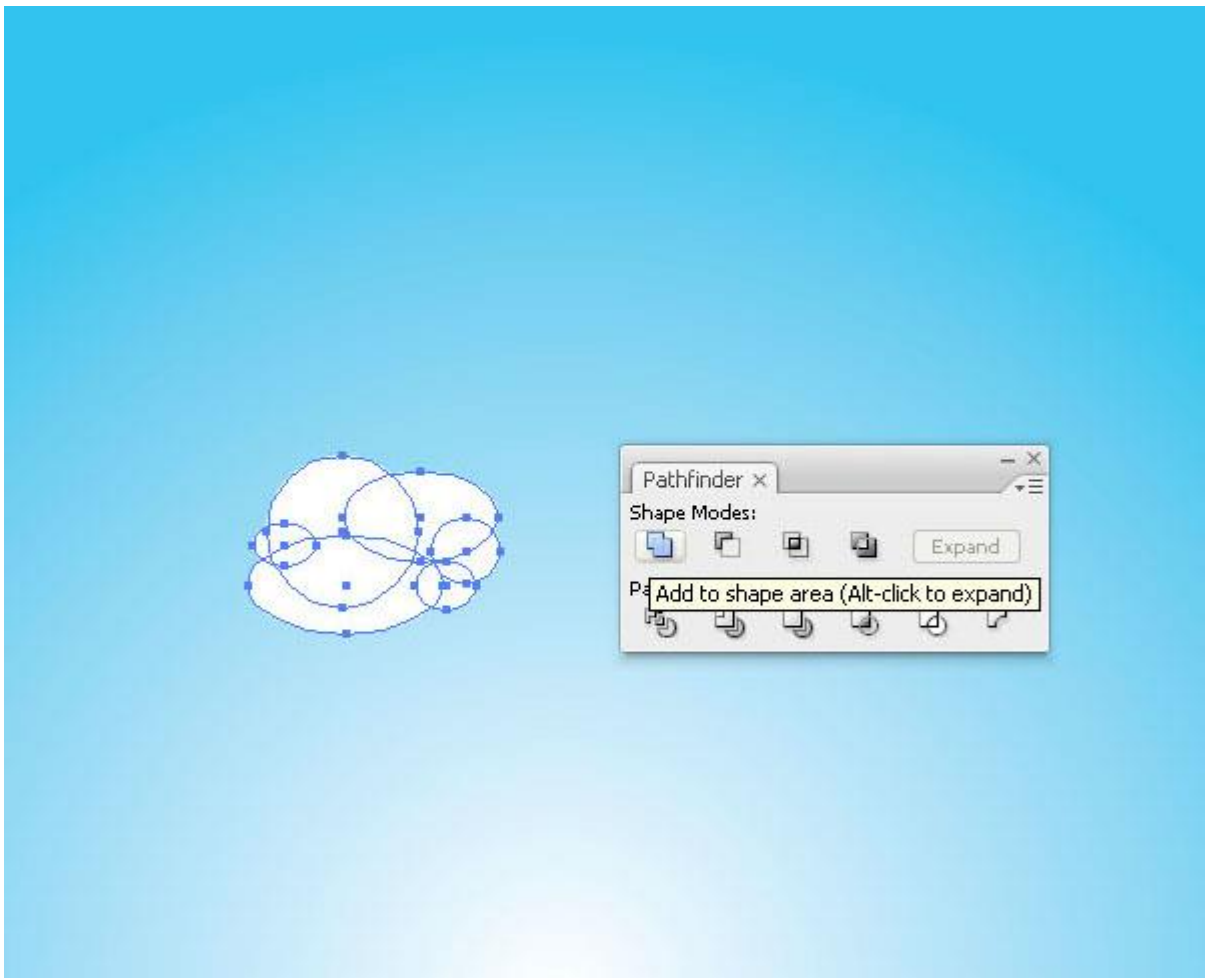 Pathfinder
Shape Modes:
Expand
Add to shape area (Alt-click to expand)